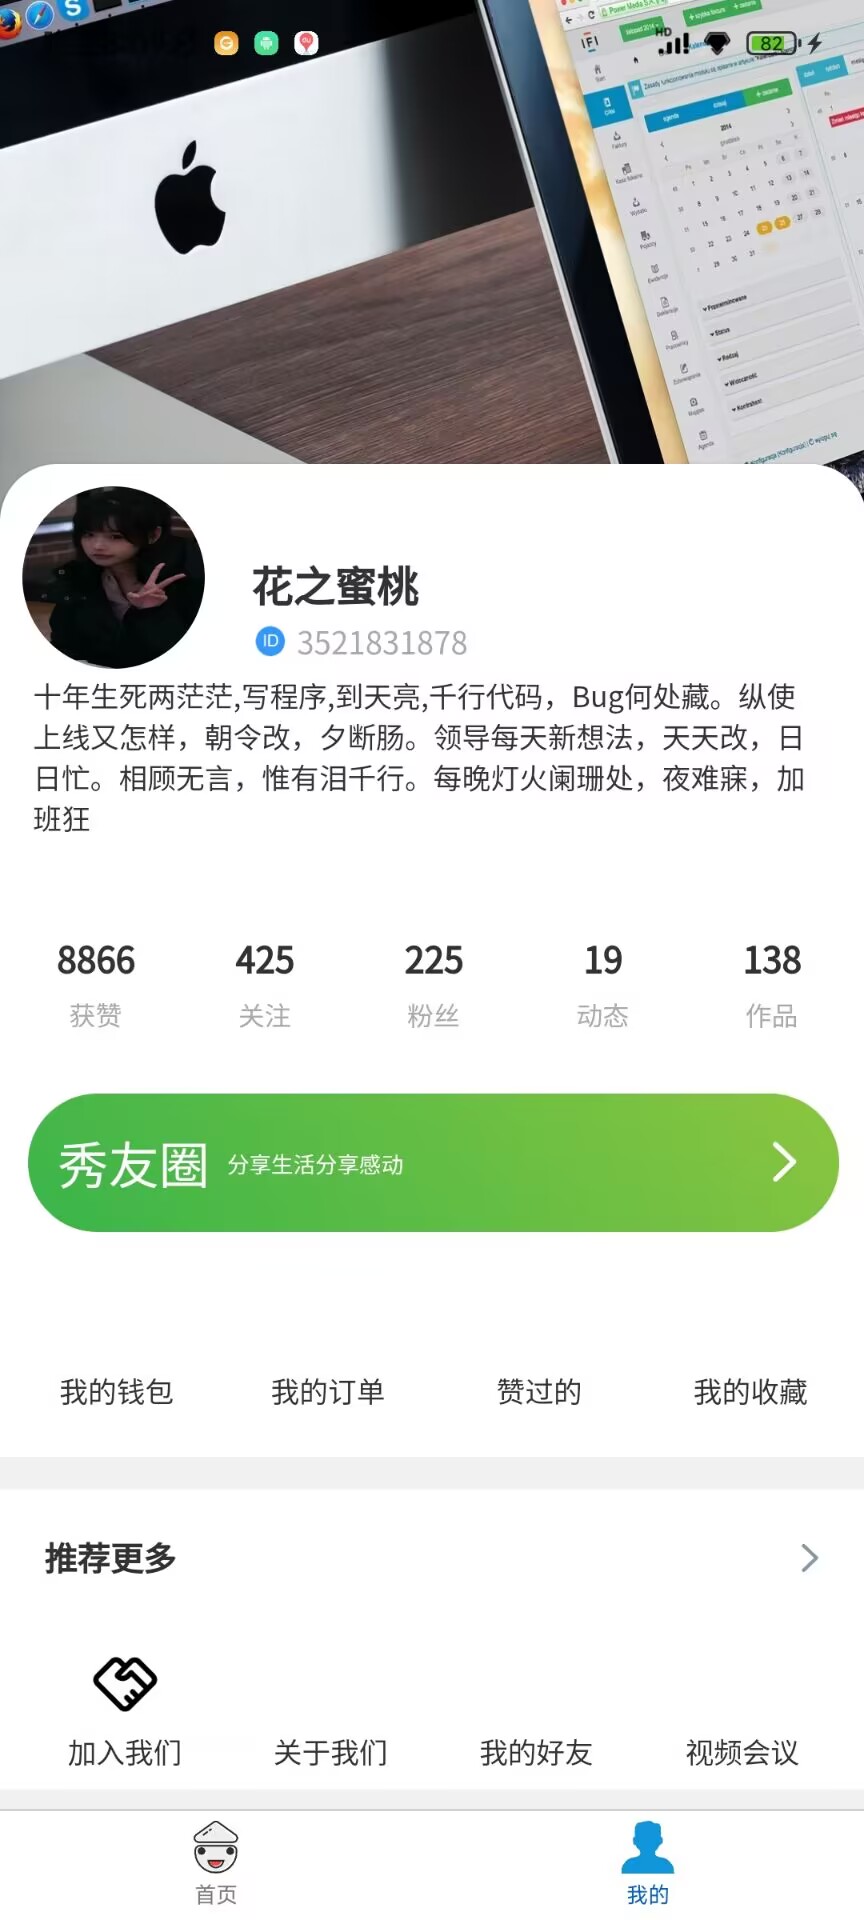 HD
82
2014
花之蜜桃
ID 3521831878
十年生死两茫茫,写程序,到天亮,千行代码，Bug何处藏。纵使
上线又怎样，朝令改，夕断肠。领导每天新想法，天天改，日
日忙。相顾无言，惟有泪千行。每晚灯火阑珊处，夜难寐，加
班狂
8866 425 225 19 138
获赞 关注 粉丝 动态 作品
秀友圈 分享生活分享感动
我的钱包 我的订单 赞过的 我的收藏
推荐更多
加入我们 关于我们 我的好友 视频会议
首页 我的